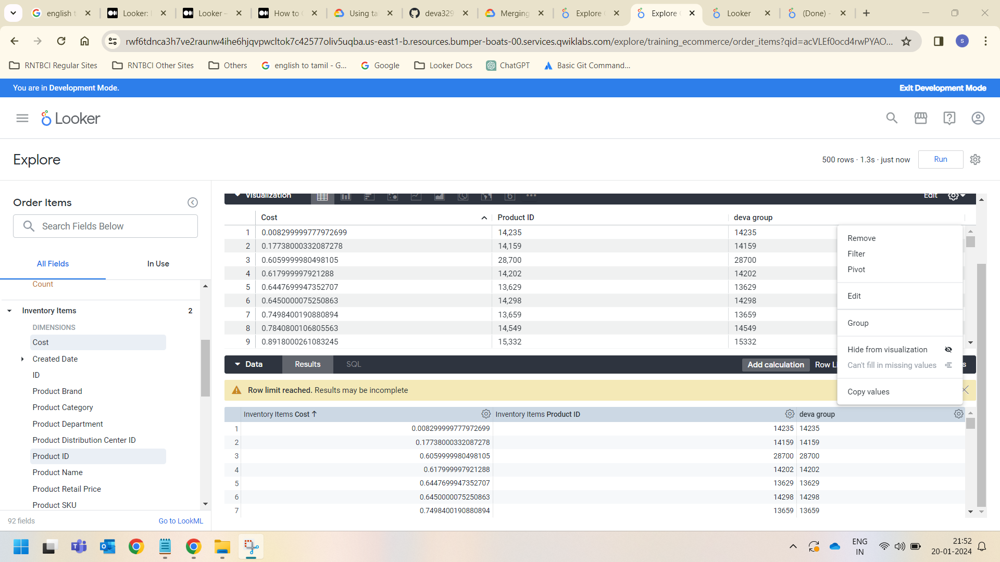 english t
Looker:
Looker –
How to
Using ta
deva329
Merging
Explore
Explore
Looker
(Done) -
rwf6tdnca3h7ve2raunw4ihe6hjqvpwcltok7c42577oliv5uqba.us-east1-b.resources.bumper-boats-00.services.qwiklabs.com/explore/training_ecommerce/order_items?qid=acVLEf0ocd4rwPYAO...
S
RNTBCI Regular Sites
RNTBCI Other Sites
Others
english to tamil - G...
Google
Looker Docs
ChatGPT
Basic Git Command...
You are in Development Mode.
Exit Development Mode
Looker
Explore
500 rows · 1.3s · just now
Run
Order Items
Search Fields Below
All Fields
In Use
Count
Inventory Items 2
DIMENSIONS
Cost
Created Date
ID
Product Brand
Product Category
Product Department
Product Distribution Center ID
Product ID
Product Name
Product Retail Price
Product SKU
92 fields
Go to LookML
Visualization
Edit
Cost Product ID deva group
1 0.008299999777972699 14,235 14235
2 0.17738000332087278 14,159 14159
3 0.6059999980498105 28,700 28700
4 0.617999997921288 14,202 14202
5 0.6447699947352707 13,629 13629
6 0.6450000075250863 14,298 14298
7 0.7498400190880894 13,659 13659
8 0.7840800106805563 14,549 14549
9 0.8918000261083245 15,332 15332
Remove
Filter
Pivot
Edit
Group
Hide from visualization
Can't fill in missing values
Copy values
Data
Results
SQL
Add calculation
Row Li
s
Row limit reached. Results may be incomplete
Inventory Items Cost ↑ Inventory Items Product ID deva group
1 0.008299999777972699 14235 14235
2 0.17738000332087278 14159 14159
3 0.6059999980498105 28700 28700
4 0.617999997921288 14202 14202
5 0.6447699947352707 13629 13629
6 0.6450000075250863 14298 14298
7 0.7498400190880894 13659 13659
ENG
IN
21:52
20-01-2024